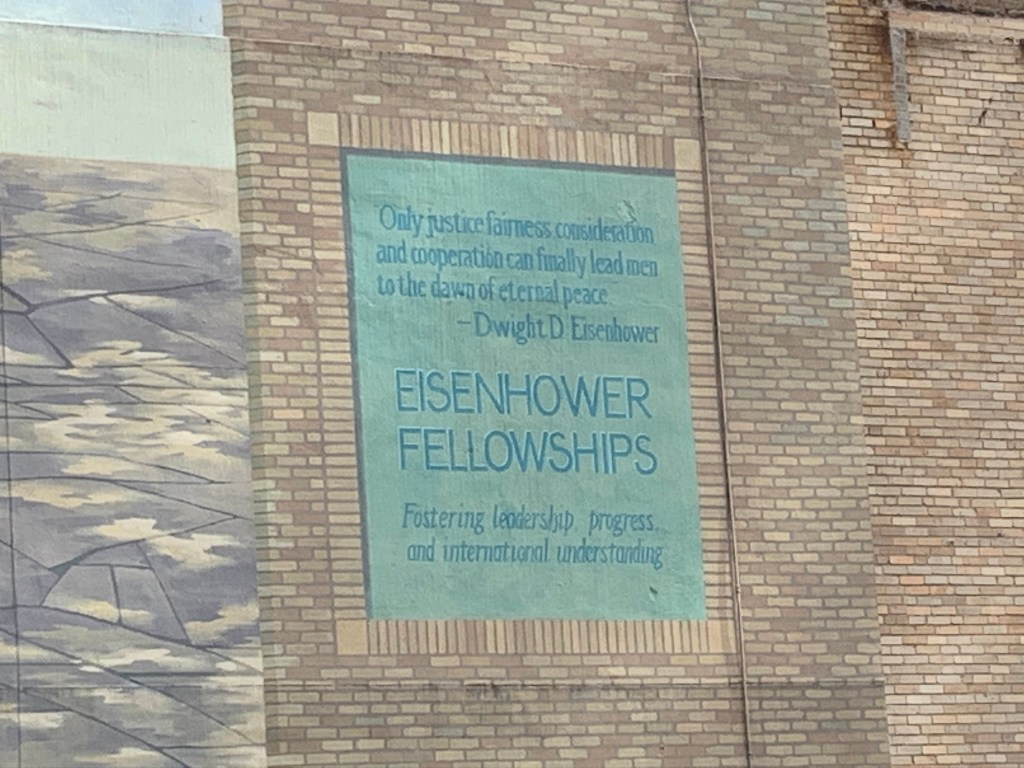 Only justice fairness consideration
and cooperation can finally lead men
to the dawn of eternal peace.
—Dwight D. Eisenhower
EISENHOWER
FELLOWSHIPS
Fostering leadership, progress,
and international understanding